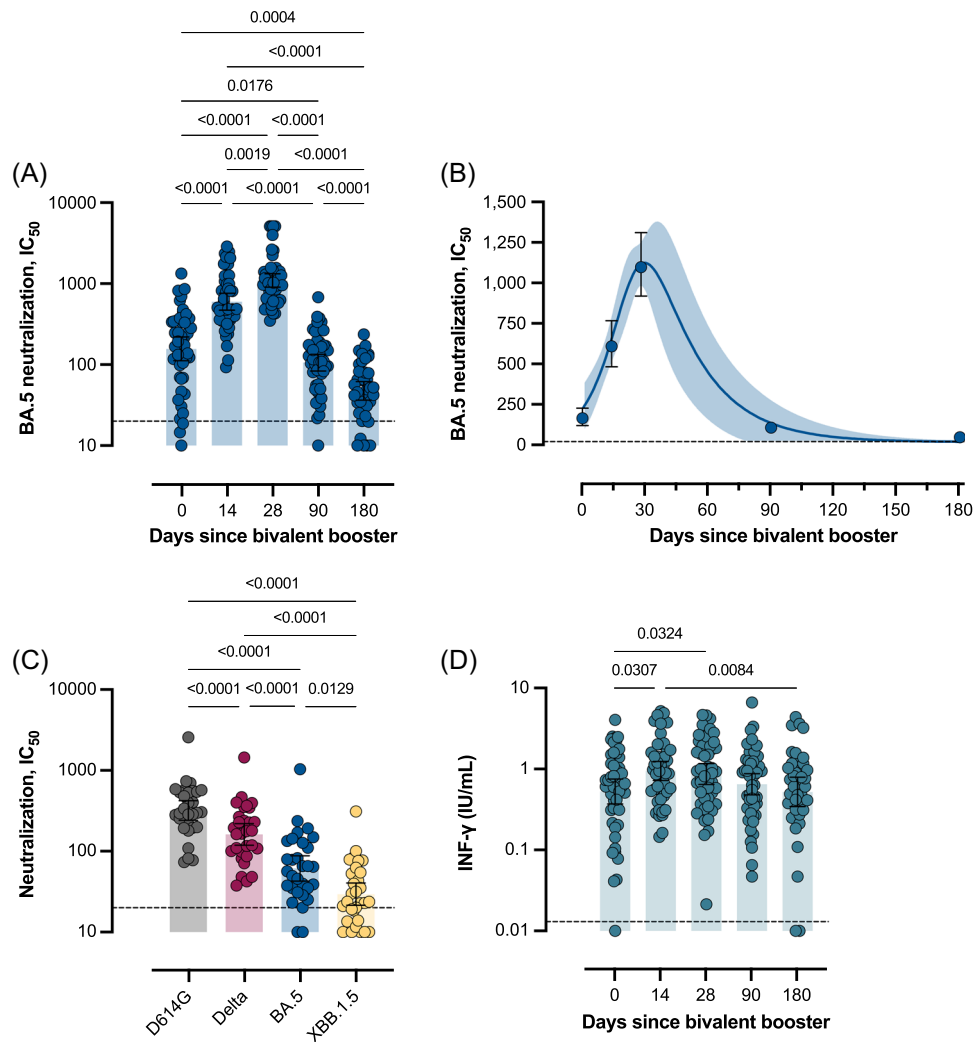 0.0004
<0.0001
0.0176
<0.0001 <0.0001
0.0019 <0.0001
<0.0001 <0.0001 <0.0001
(A)
BA.5 neutralization, IC50
10000
1000
100
10
0 14 28 90 180
Days since bivalent booster
(B)
BA.5 neutralization, IC50
1,500
1,250
1,000
750
500
250
0
0 30 60 90 120 150 180
Days since bivalent booster
<0.0001
<0.0001
<0.0001
<0.0001 <0.0001 0.0129
(C)
Neutralization, IC50
10000
1000
100
10
D614G Delta BA.5 XBB.1.5
0.0324
0.0307 0.0084
(D)
INF-γ (IU/mL)
10
1
0.1
0.01
0 14 28 90 180
Days since bivalent booster